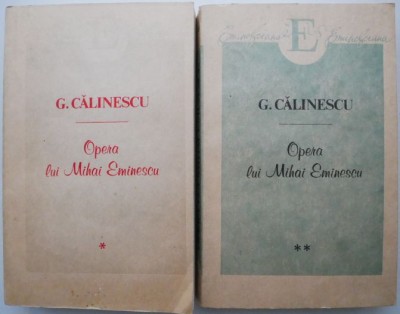 G. CĂLINESCU
Opera
lui Mihai Eminescu
*
E
G. CĂLINESCU
Opera
lui Mihai Eminescu
**